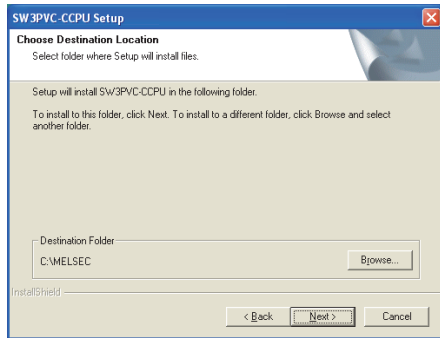 SW3PVC-CCPU Setup
Choose Destination Location
Select folder where Setup will install files.
Setup will install SW3PVC-CCPU in the following folder.
To install to this folder, click Next. To install to a different folder, click Browse and select
another folder.
Destination Folder
C:\MELSEC
Browse...
InstallShield
< Back
Next >
Cancel